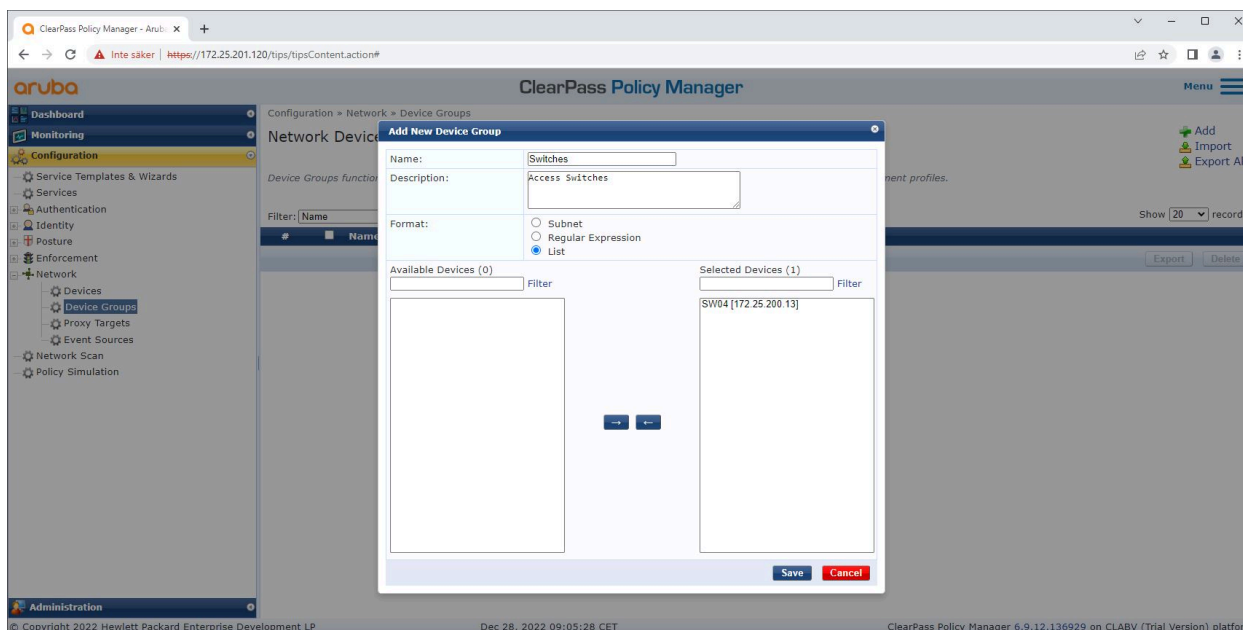 ClearPass Policy Manager - Arub
Inte säker | https://172.25.201.120/tips/tipsContent.action#
aruba
ClearPass Policy Manager
Menu
Dashboard
Monitoring
Configuration
Service Templates & Wizards
Services
Authentication
Identity
Posture
Enforcement
Network
Devices
Device Groups
Proxy Targets
Event Sources
Network Scan
Policy Simulation
Administration
Configuration » Network » Device Groups
Network Device
Add
Import
Export Al
Device Groups function
nent profiles.
Filter: Name
Show 20 record
# Name
Export Delete
Add New Device Group
Name: Switches
Description: Access Switches
Format: Subnet
Regular Expression
List
Available Devices (0) Selected Devices (1)
Filter Filter
SW04 [172.25.200.13]
→ ←
Save Cancel
© Copyright 2022 Hewlett Packard Enterprise Development LP Dec 28, 2022 09:05:28 CET ClearPass Policy Manager 6.9.12.136929 on CLABV (Trial Version) platfor